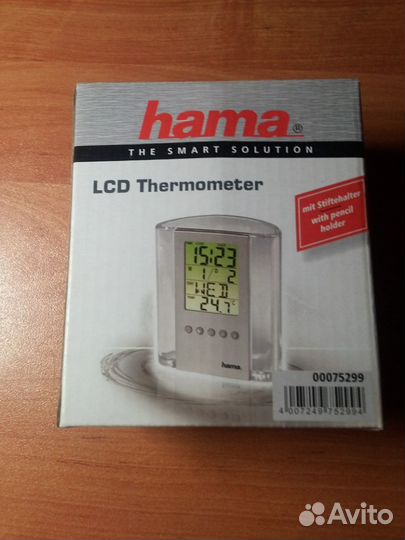 hama®
THE SMART SOLUTION
LCD Thermometer
mit Stiftehalter
with pencil
holder
15:23
1/2
WED
24.7 °C
hama.
00075299
4 007249 752994
Avito